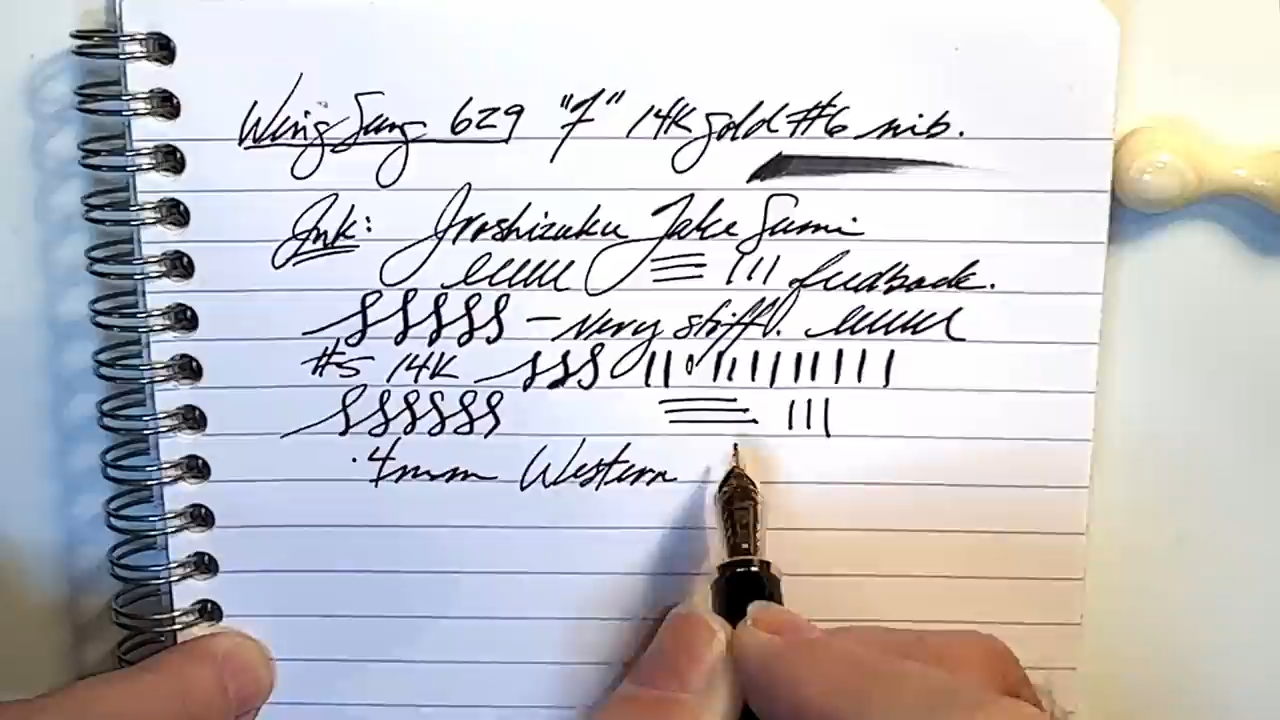 Wing Sung 629 "f" 14K gold #6 nib.
Ink: Iroshizuku Take Sumi
feedback.
— Very stiff!
#5 14K
.4mm Western